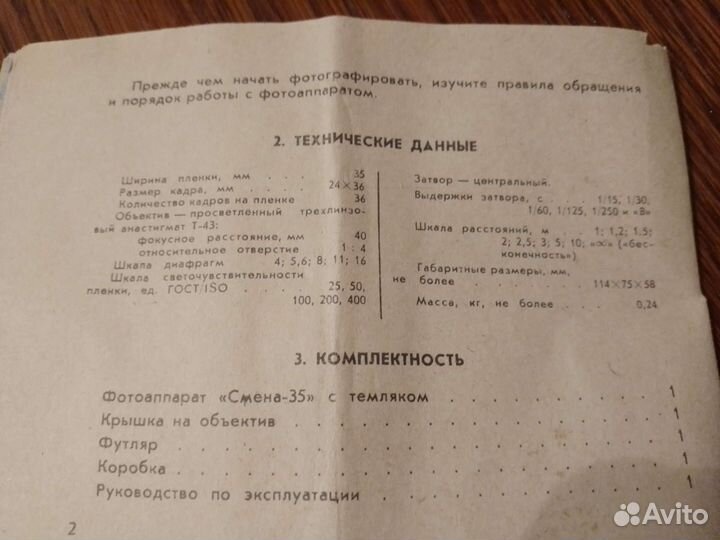 Прежде чем начать фотографировать, изучите правила обращения
и порядок работы с фотоаппаратом.
2. ТЕХНИЧЕСКИЕ ДАННЫЕ
Ширина пленки, мм . . . . 35
Размер кадра, мм . . . 24×36
Количество кадров на пленке 36
Объектив — просветленный трехлинзо-
вый анастигмат Т-43:
фокусное расстояние, мм 40
относительное отверстие 1 : 4
Шкала диафрагм 4; 5,6; 8; 11; 16
Шкала светочувствительности
пленки, ед. ГОСТ/ISO . . . 25, 50,
100, 200, 400
Затвор — центральный.
Выдержки затвора, с . . 1/15, 1/30,
1/60, 1/125, 1/250 и «В»
Шкала расстояний, м . 1; 1,2; 1,5;
2; 2,5; 3; 5; 10; «∞» («бес-
конечность»)
Габаритные размеры, мм,
не более . . . . 114×75×58
Масса, кг, не более . . . 0,24
3. КОМПЛЕКТНОСТЬ
Фотоаппарат «Смена-35» с темляком . . . . . . . . . 1
Крышка на объектив . . . . . . . . . . . . . . . 1
Футляр . . . . . . . . . . . . . . . . . . . . 1
Коробка . . . . . . . . . . . . . . . . . . . 1
Руководство по эксплуатации . . . . . . . . . . . . 1
2
Avito